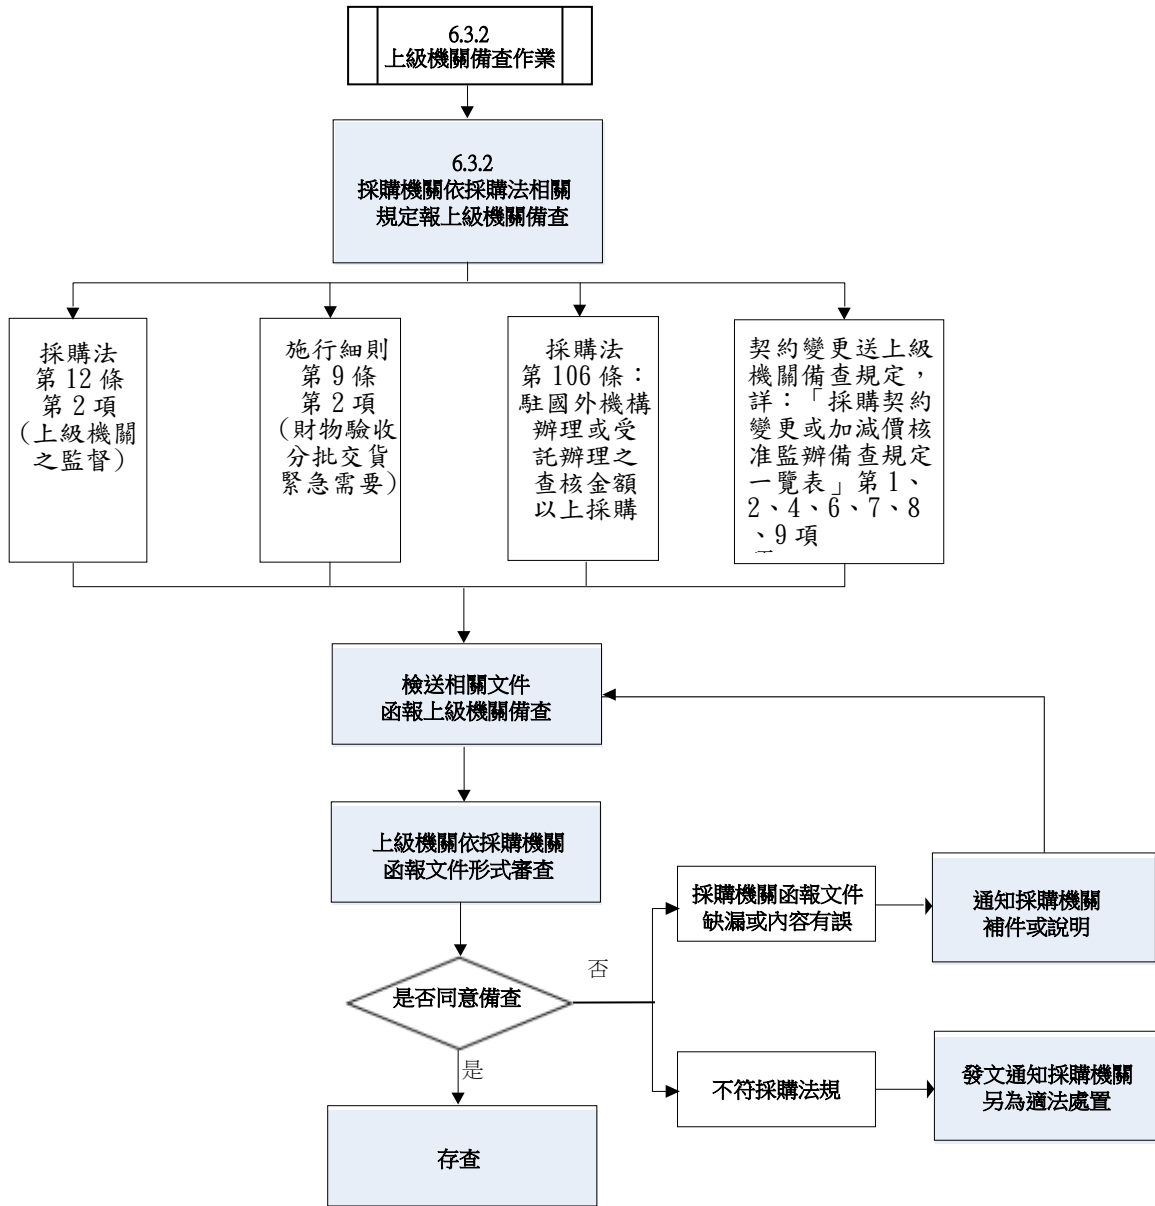 6.3.2
上級機關備查作業
6.3.2
採購機關依採購法相關
規定報上級機關備查
採購法
第 12 條
第 2 項
(上級機關
之監督)
施行細則
第 9 條
第 2 項
(財物驗收
分批交貨
緊急需要)
採購法
第 106 條：
駐國外機構
辦理或受
託辦理之
查核金額
以上採購
契約變更送上級
機關備查規定，
詳：「採購契約
變更或加減價核
准監辦備查規定
一覽表」第 1、
2、4、6、7、8
、9 項
檢送相關文件
函報上級機關備查
上級機關依採購機關
函報文件形式審查
採購機關函報文件
缺漏或內容有誤
通知採購機關
補件或說明
否
是否同意備查
是
不符採購法規
發文通知採購機關
另為適法處置
存查